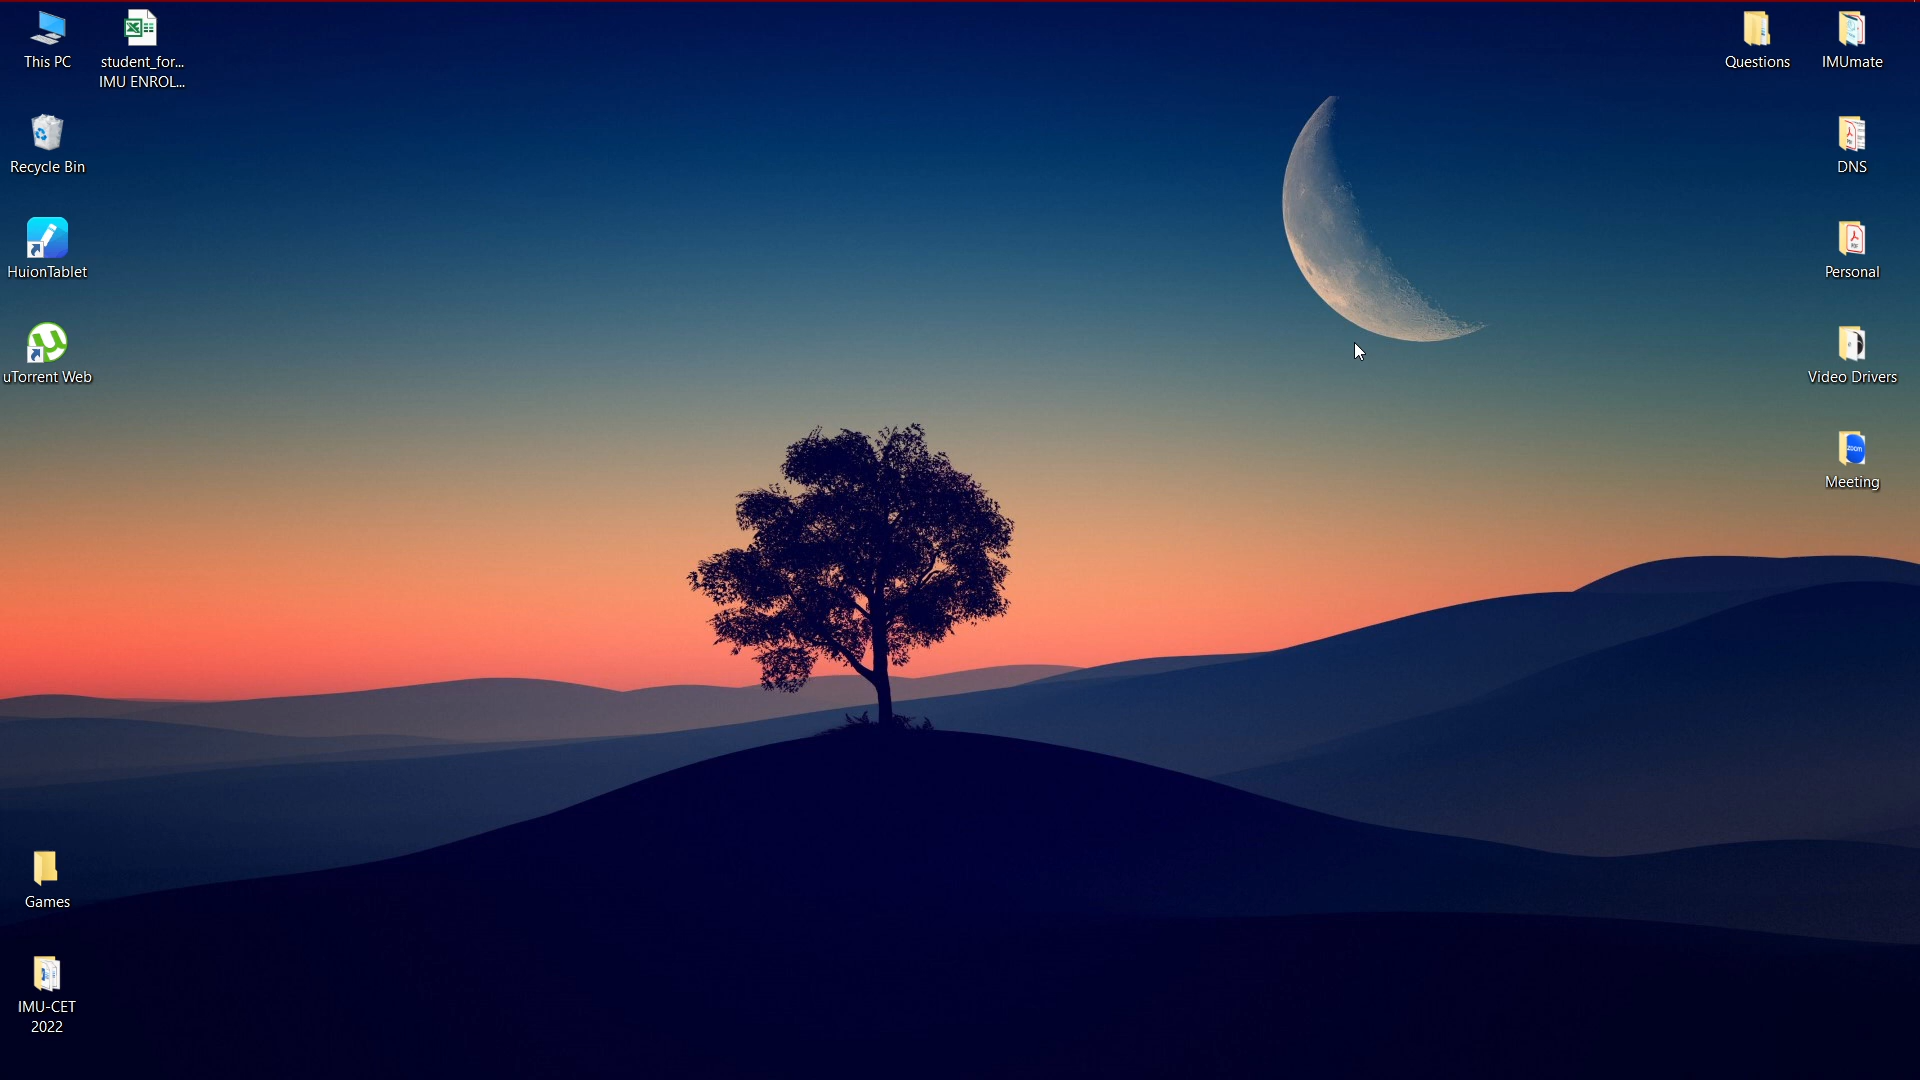 This PC
student_for...
IMU ENROL...
Recycle Bin
HuionTablet
uTorrent Web
Games
IMU-CET
2022
Questions
IMUmate
DNS
Personal
Video Drivers
zoom
Meeting